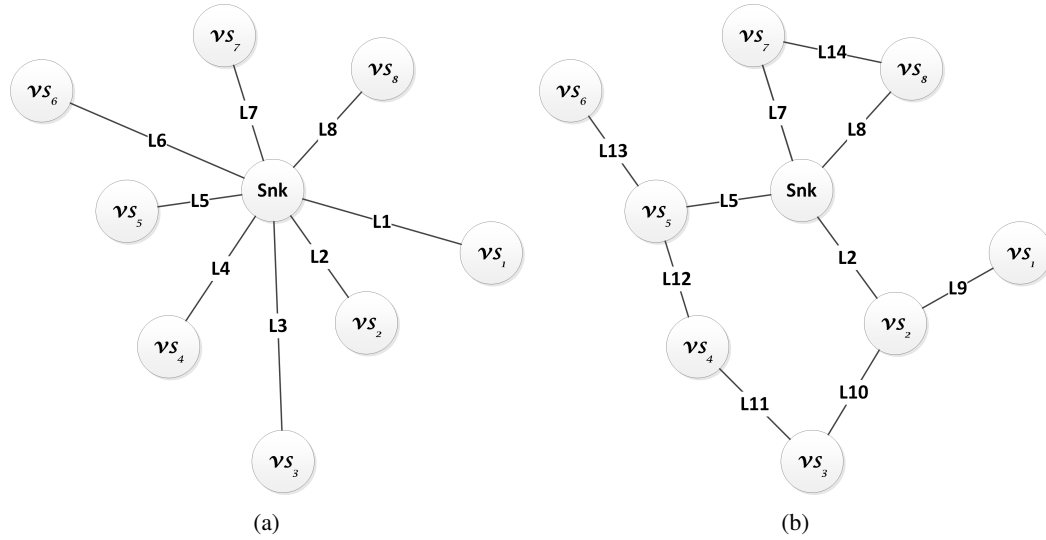 vs7
vs8
vs6
L7
L8
L6
Snk
L5
vs5
L1
L2
vs1
L4
L3
vs2
vs4
vs3
(a)
vs7
L14
vs8
vs6
L7
L8
L13
Snk
L5
vs5
L2
vs1
L12
L9
vs2
vs4
L10
L11
vs3
(b)